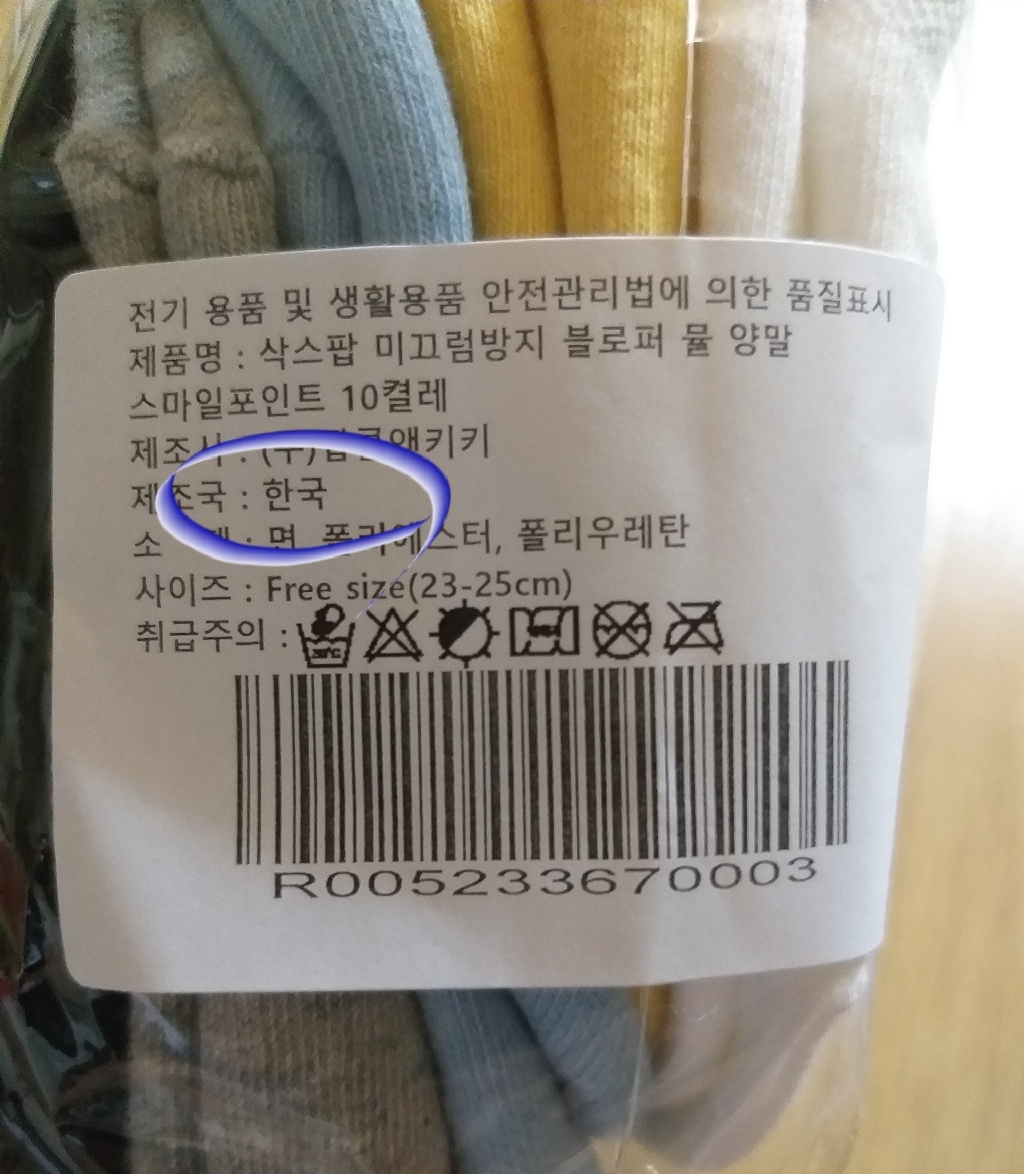 전기 용품 및 생활용품 안전관리법에 의한 품질표시
제품명 : 삭스팝 미끄럼방지 블로퍼 뮬 양말
스마일포인트 10켤레
제조사 : (주)
제조국 : 한국
소 재 : 면, 폴리에스터, 폴리우레탄
사이즈 : Free size(23-25cm)
취급주의 :
R005233670003